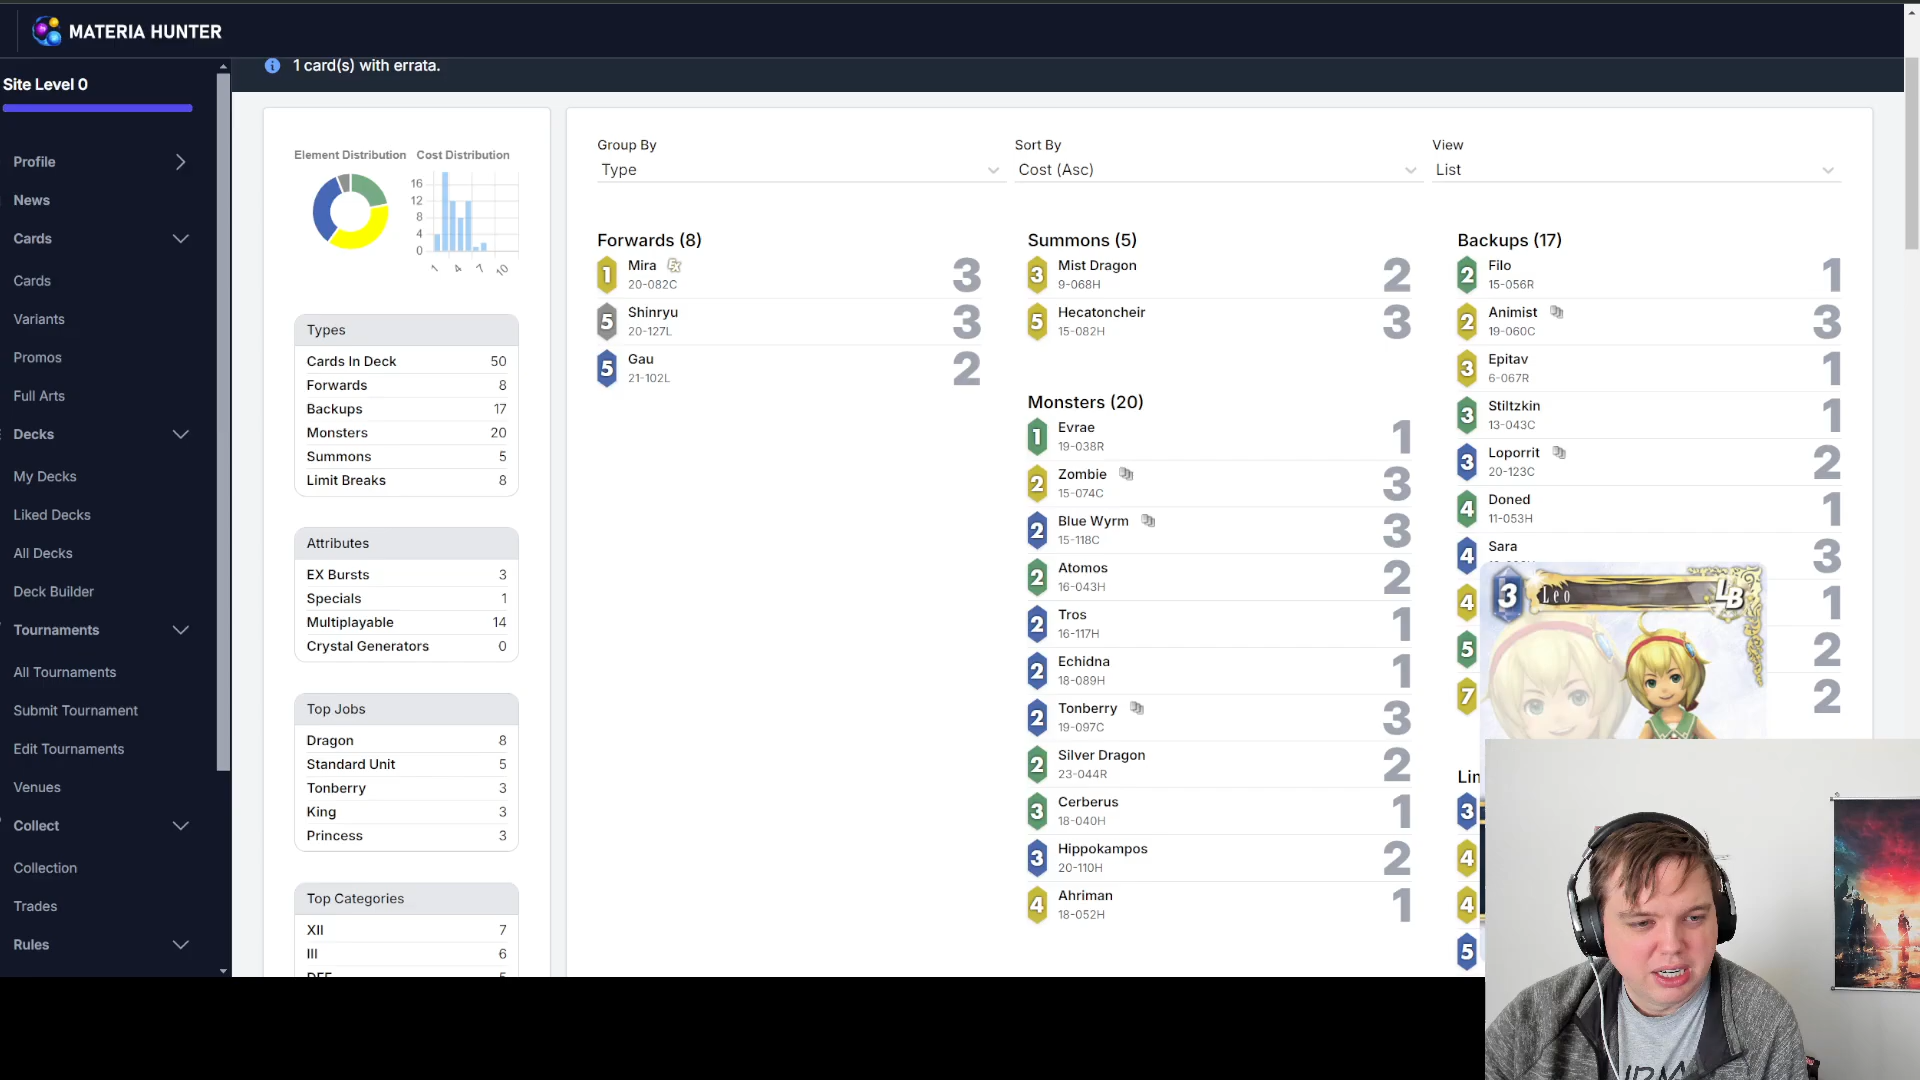 MATERIA HUNTER
1 card(s) with errata.
Site Level 0
Profile
News
Cards
Cards
Variants
Promos
Full Arts
Decks
My Decks
Liked Decks
All Decks
Deck Builder
Tournaments
All Tournaments
Submit Tournament
Edit Tournaments
Venues
Collect
Collection
Trades
Rules
Element Distribution
Cost Distribution
16
12
8
4
0
1 4 7 10
Types
Cards In Deck 50
Forwards 8
Backups 17
Monsters 20
Summons 5
Limit Breaks 8
Attributes
EX Bursts 3
Specials 1
Multiplayable 14
Crystal Generators 0
Top Jobs
Dragon 8
Standard Unit 5
Tonberry 3
King 3
Princess 3
Top Categories
XII 7
III 6
Group By
Type
Sort By
Cost (Asc)
View
List
Forwards (8)
1 Mira EX 3
20-082C
5 Shinryu 3
20-127L
5 Gau 2
21-102L
Summons (5)
3 Mist Dragon 2
9-068H
5 Hecatoncheir 3
15-082H
Monsters (20)
1 Evrae 1
19-038R
2 Zombie 3
15-074C
2 Blue Wyrm 3
15-118C
2 Atomos 2
16-043H
2 Tros 1
16-117H
2 Echidna 1
18-089H
2 Tonberry 3
19-097C
2 Silver Dragon 2
23-044R
3 Cerberus 1
18-040H
3 Hippokampos 2
20-110H
4 Ahriman 1
18-052H
Backups (17)
2 Filo 1
15-056R
2 Animist 3
19-060C
3 Epitav 1
6-067R
3 Stiltzkin 1
13-043C
3 Loporrit 2
20-123C
4 Doned 1
11-053H
4 Sara 3
4 1
5 2
7 2
3 Leo LB
Lin
3
4
4
5